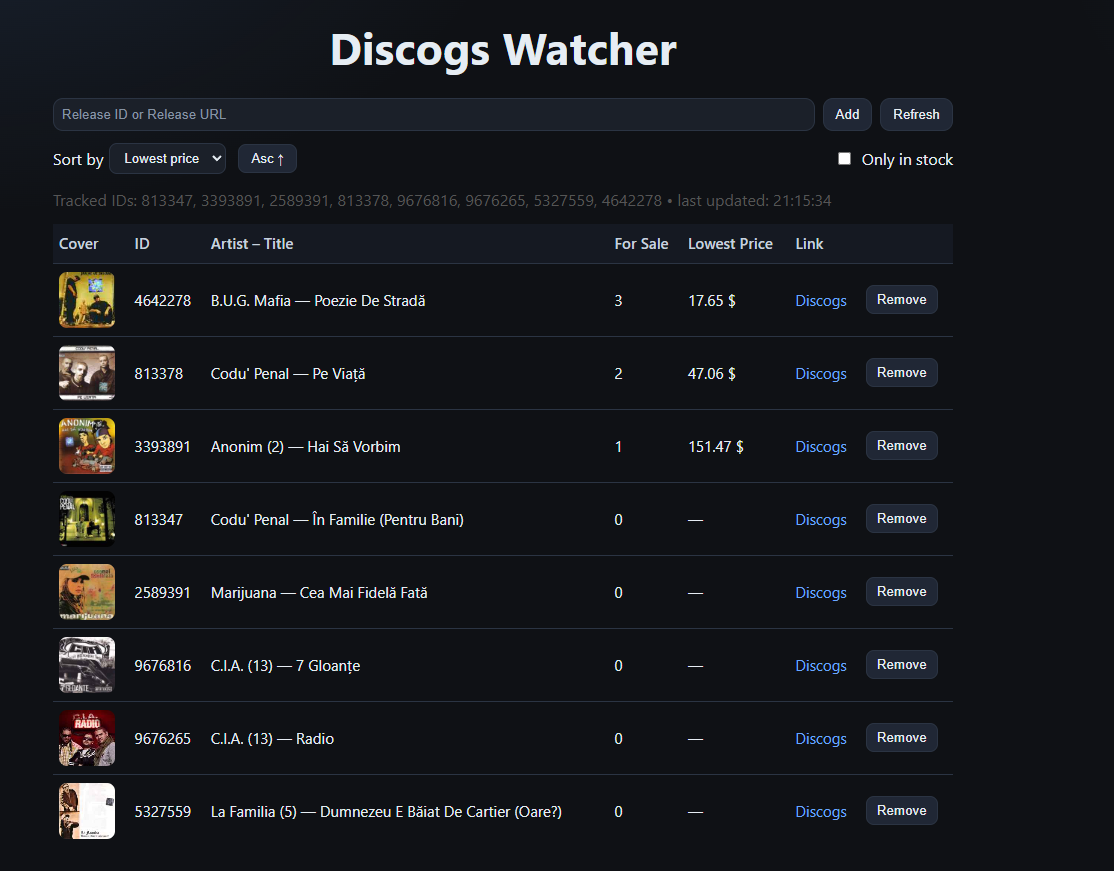 Discogs Watcher
Release ID or Release URL Add Refresh
Sort by Lowest price Asc ↑ Only in stock
Tracked IDs: 813347, 3393891, 2589391, 813378, 9676816, 9676265, 5327559, 4642278 • last updated: 21:15:34
Cover ID Artist – Title For Sale Lowest Price Link
4642278 B.U.G. Mafia — Poezie De Stradă 3 17.65 $ Discogs Remove
813378 Codu' Penal — Pe Viață 2 47.06 $ Discogs Remove
3393891 Anonim (2) — Hai Să Vorbim 1 151.47 $ Discogs Remove
813347 Codu' Penal — În Familie (Pentru Bani) 0 — Discogs Remove
2589391 Marijuana — Cea Mai Fidelă Fată 0 — Discogs Remove
9676816 C.I.A. (13) — 7 Gloanțe 0 — Discogs Remove
9676265 C.I.A. (13) — Radio 0 — Discogs Remove
5327559 La Familia (5) — Dumnezeu E Băiat De Cartier (Oare?) 0 — Discogs Remove